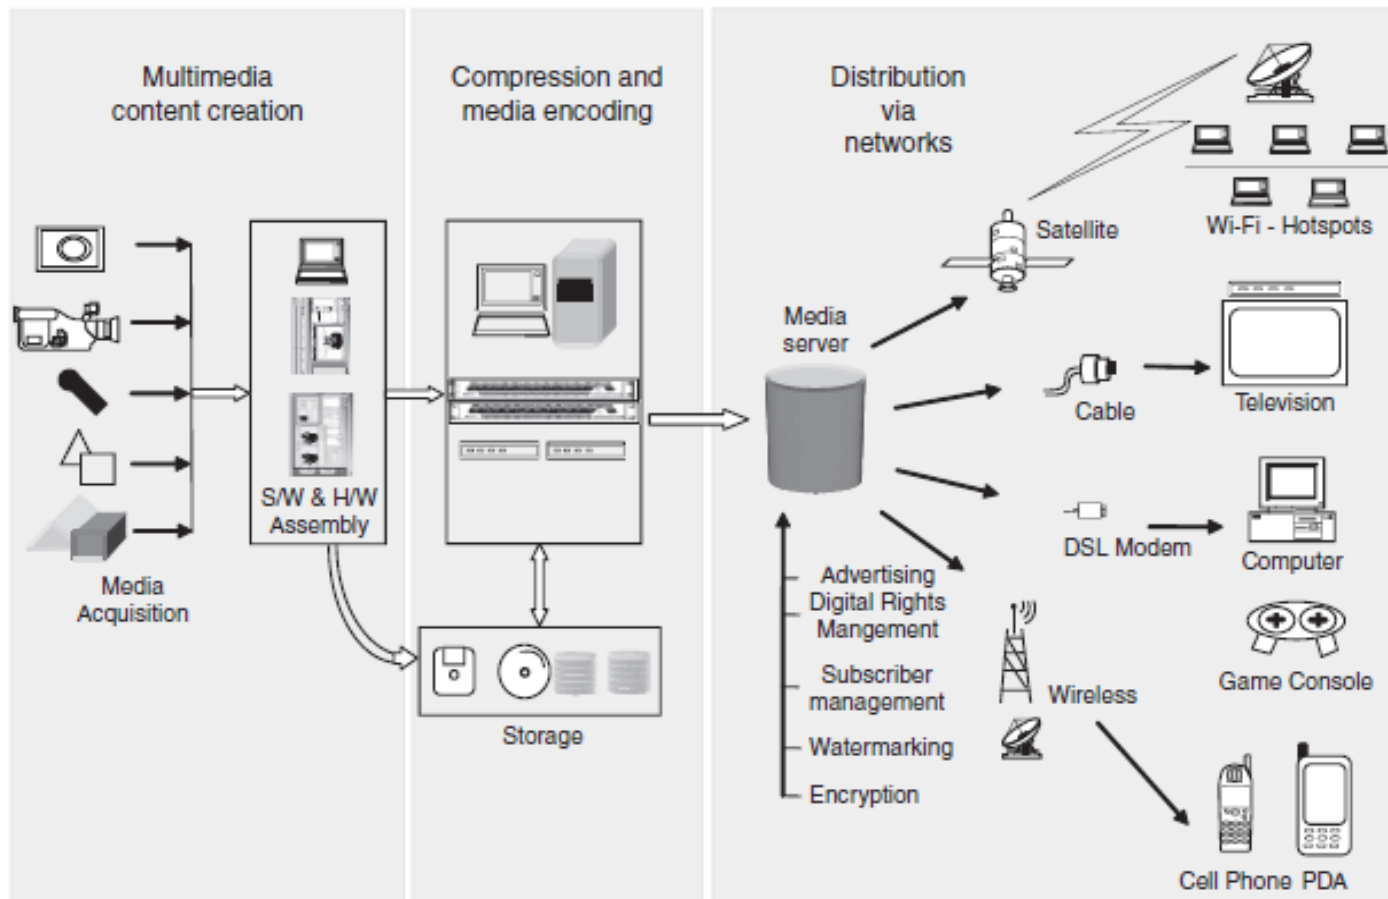 Multimedia
content creation
Compression and
media encoding
Distribution
via
networks
Satellite
Wi-Fi - Hotspots
Media
server
Cable
Television
S/W & H/W
Assembly
DSL Modem
Computer
Media
Acquisition
Advertising
Digital Rights
Mangement
Subscriber
management
Wireless
Game Console
Storage
Watermarking
Encryption
Cell Phone PDA